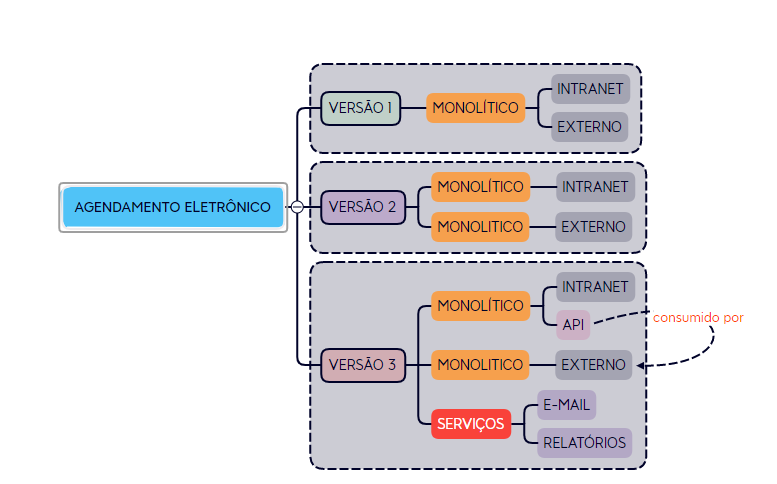 AGENDAMENTO ELETRÔNICO
VERSÃO 1
MONOLÍTICO
INTRANET
EXTERNO
VERSÃO 2
MONOLÍTICO
INTRANET
MONOLITICO
EXTERNO
VERSÃO 3
MONOLÍTICO
INTRANET
API
consumido por
MONOLITICO
EXTERNO
SERVIÇOS
E-MAIL
RELATÓRIOS